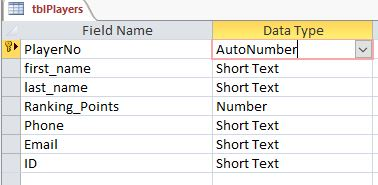 tblPlayers
Field Name Data Type
PlayerNo AutoNumber
first_name Short Text
last_name Short Text
Ranking_Points Number
Phone Short Text
Email Short Text
ID Short Text